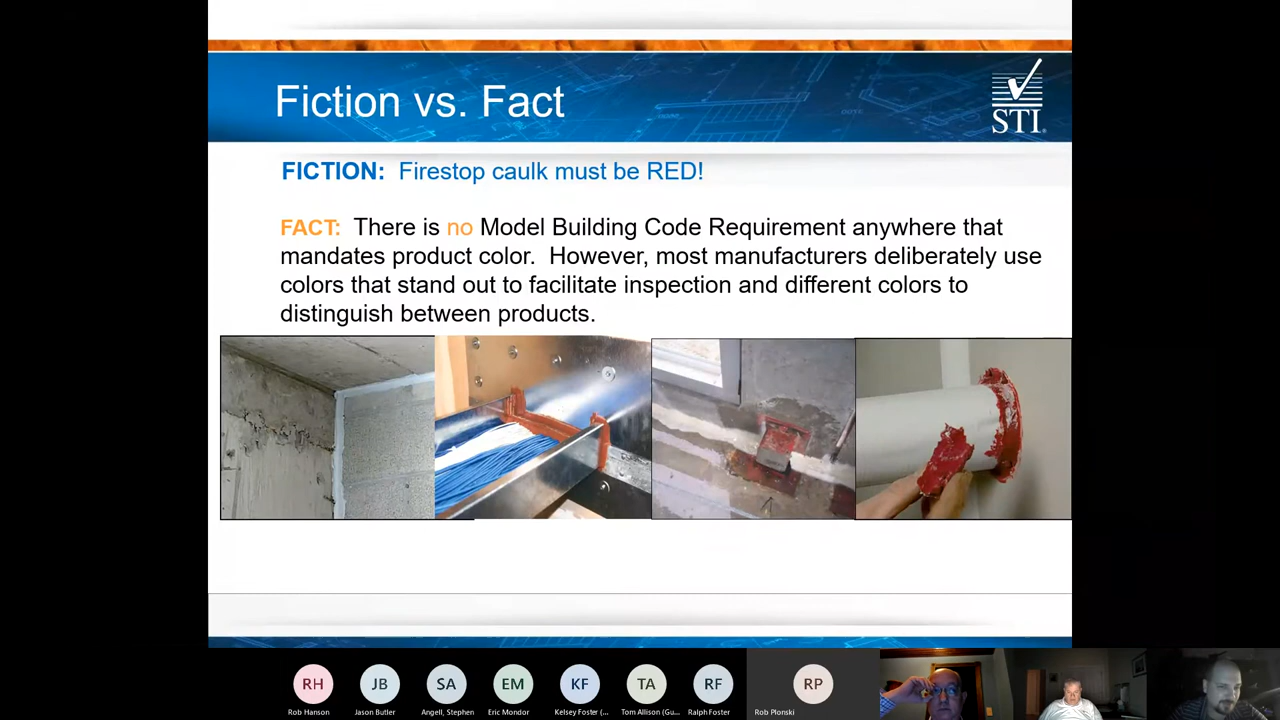 Fiction vs. Fact
STI
FICTION: Firestop caulk must be RED!
FACT: There is no Model Building Code Requirement anywhere that
mandates product color. However, most manufacturers deliberately use
colors that stand out to facilitate inspection and different colors to
distinguish between products.
RH JB SA EM KF TA RF RP
Rob Hanson Jason Butler Angell, Stephen Eric Mondor Kelsey Foster (... Tom Allison (Gu... Ralph Foster Rob Plonski